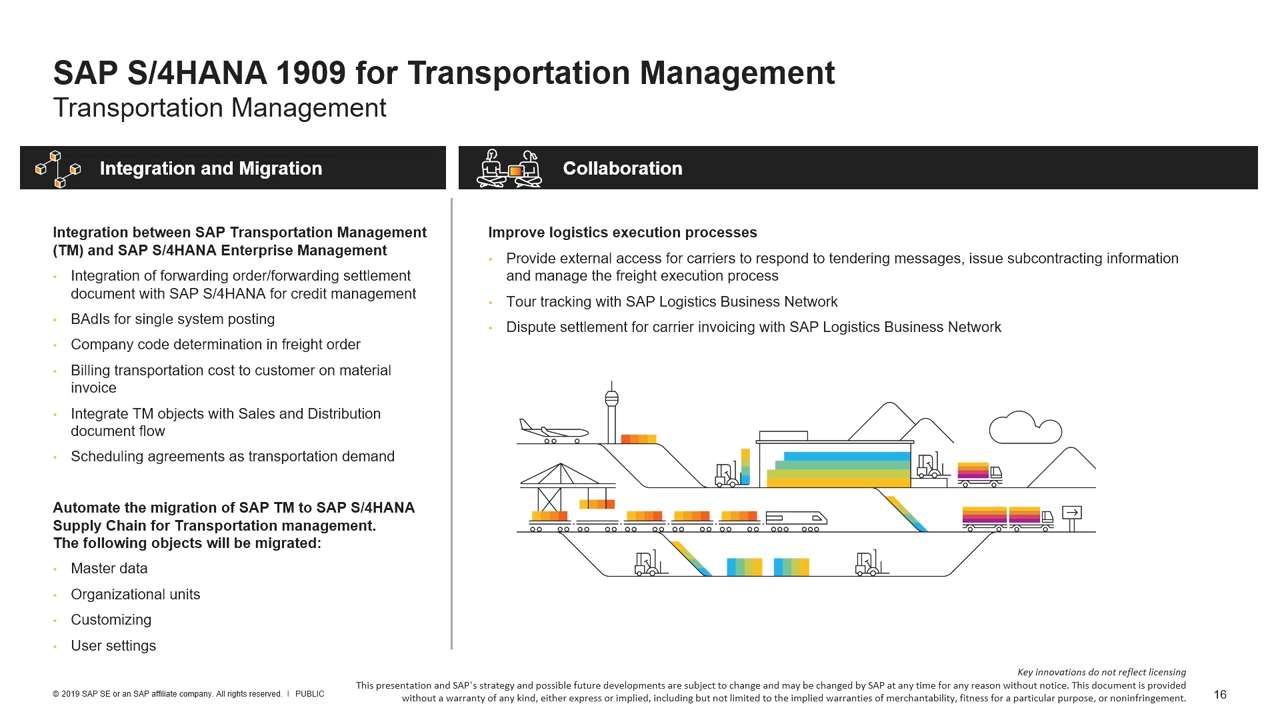 SAP S/4HANA 1909 for Transportation Management
Transportation Management
Integration and Migration
Integration between SAP Transportation Management
(TM) and SAP S/4HANA Enterprise Management
Integration of forwarding order/forwarding settlement
document with SAP S/4HANA for credit management
BAdIs for single system posting
Company code determination in freight order
Billing transportation cost to customer on material
invoice
Integrate TM objects with Sales and Distribution
document flow
Scheduling agreements as transportation demand
Automate the migration of SAP TM to SAP S/4HANA
Supply Chain for Transportation management.
The following objects will be migrated:
Master data
Organizational units
Customizing
User settings
Collaboration
Improve logistics execution processes
Provide external access for carriers to respond to tendering messages, issue subcontracting information
and manage the freight execution process
Tour tracking with SAP Logistics Business Network
Dispute settlement for carrier invoicing with SAP Logistics Business Network
Key innovations do not reflect licensing
This presentation and SAP`s strategy and possible future developments are subject to change and may be changed by SAP at any time for any reason without notice. This document is provided
without a warranty of any kind, either express or implied, including but not limited to the implied warranties of merchantability, fitness for a particular purpose, or noninfringement.
© 2019 SAP SE or an SAP affiliate company. All rights reserved. | PUBLIC
16